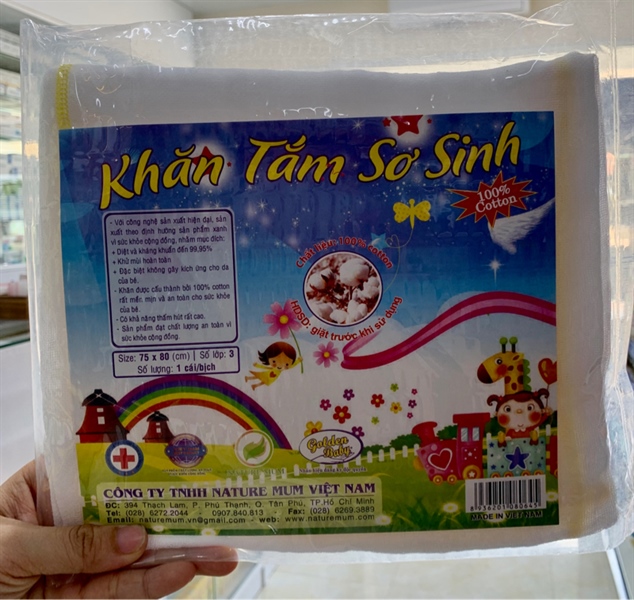 Khăn Tắm Sơ Sinh
100%
Cotton
- Với công nghệ sản xuất hiện đại, sản
xuất theo định hướng sản phẩm xanh
vì sức khỏe cộng đồng, nhằm mục đích:
+ Diệt và kháng khuẩn đến 99,95%
+ Khử mùi hoàn toàn
+ Đặc biệt không gây kích ứng cho da
của bé.
- Khăn được cấu thành bởi 100% cotton
rất mềm, mịn và an toàn cho sức khỏe
của bé.
- Có khả năng thấm hút rất cao.
- Sản phẩm đạt chất lượng an toàn vì
sức khỏe cộng đồng
Chất liệu: 100% cotton
HDSD: giặt trước khi sử dụng
Size: 75 x 80 (cm) | Số lớp: 3
Số lượng: 1 cái/bịch
Golden
Baby
CÔNG TY TNHH NATURE MUM VIỆT NAM
ĐC: 394 Thạch Lam, P. Phú Thạnh, Q. Tân Phú, TP.Hồ Chí Minh
Tel: (028) 6272.2044 - 0907.840.813 - Fax: (028) 6269.3889
Email: naturemum.vn@gmail.com - web: www.naturemum.com
8 936201 080645
MADE IN VIET NAM